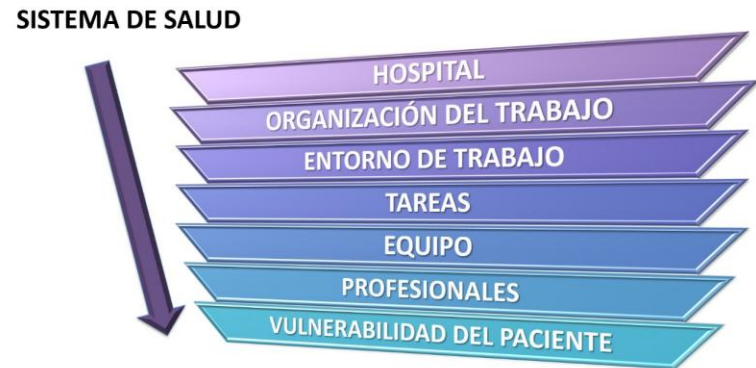 SISTEMA DE SALUD
HOSPITAL
ORGANIZACIÓN DEL TRABAJO
ENTORNO DE TRABAJO
TAREAS
EQUIPO
PROFESIONALES
VULNERABILIDAD DEL PACIENTE